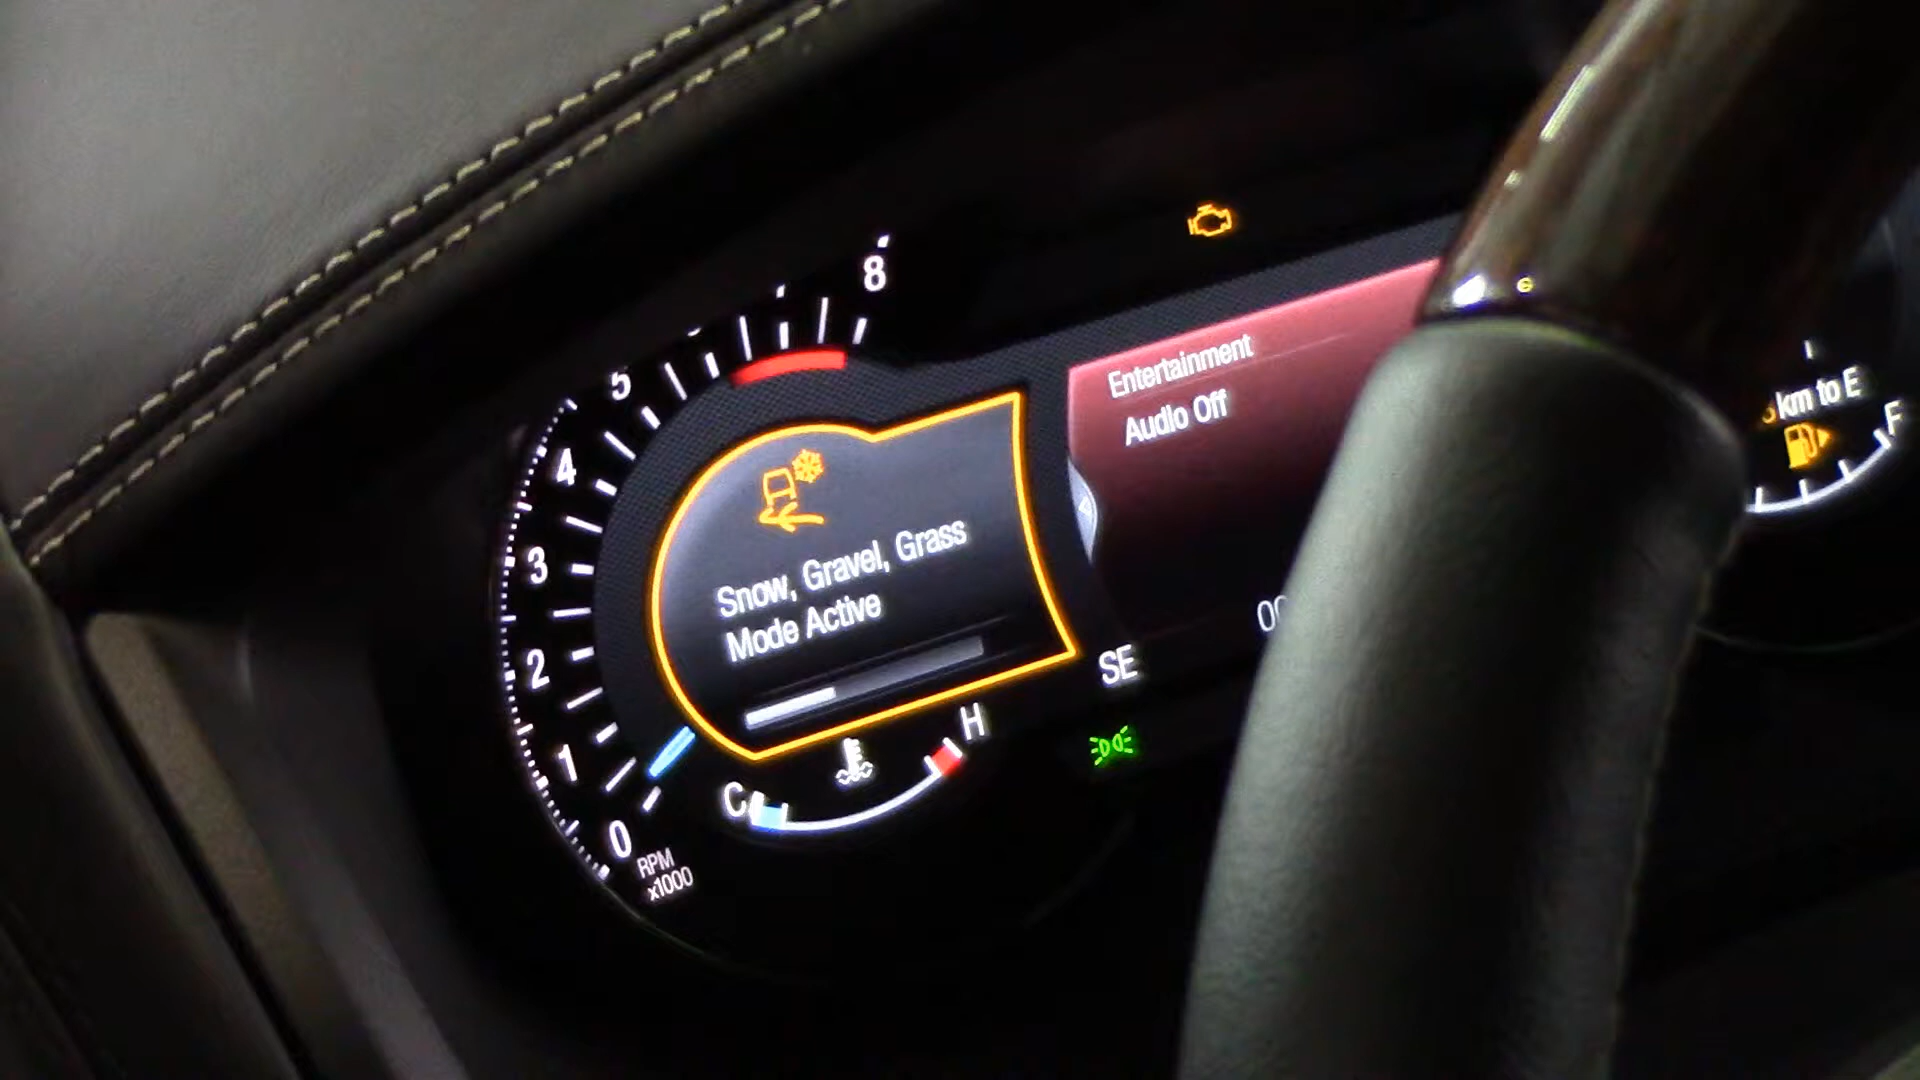 8
5
4
3
2
1
0
RPM
x1000
Snow, Gravel, Grass
Mode Active
C
H
Entertainment
Audio Off
SE
km to E
F